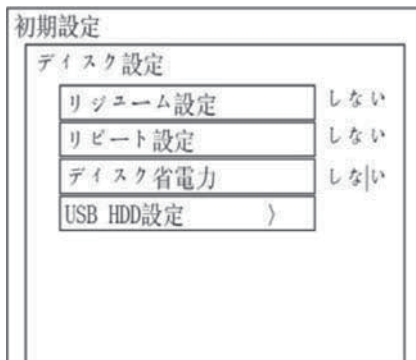 初期設定
ディスク設定
リジューム設定 しない
リピート設定 しない
ディスク省電力 しない
USB HDD設定 〉